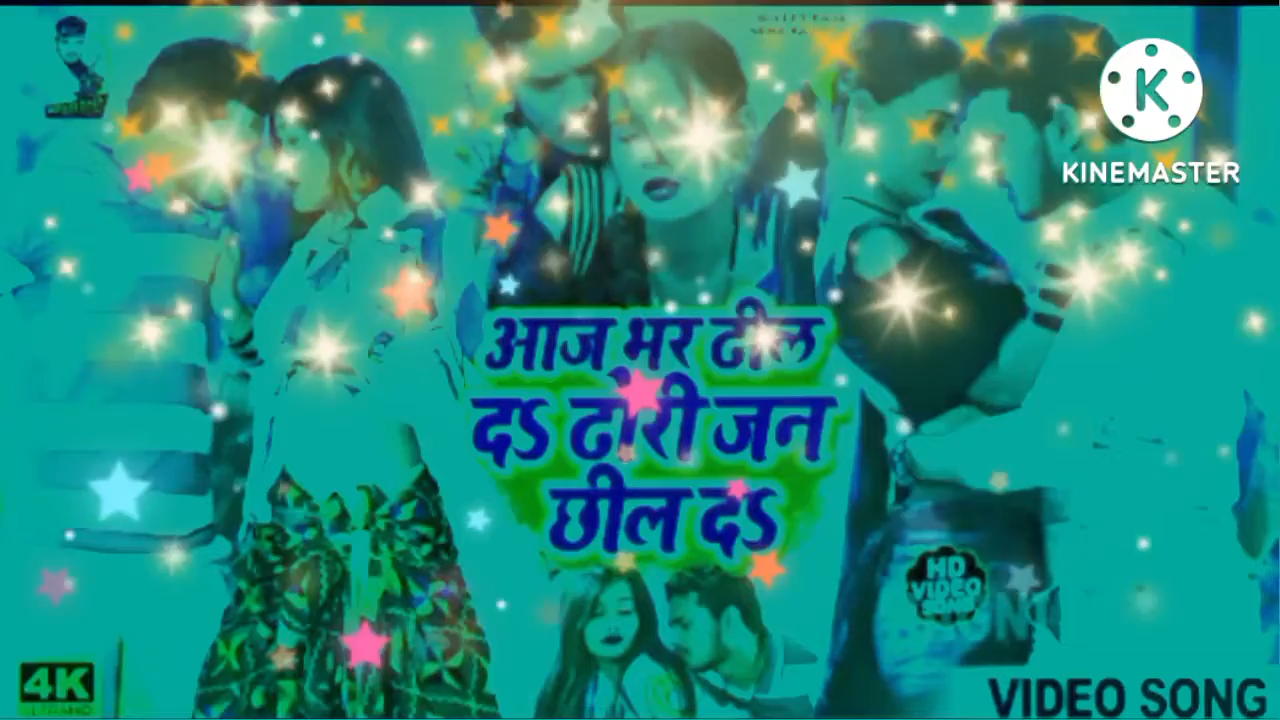 K
KINEMASTER
आज भर ढील
दऽ ढोरी जन
छील दऽ
HD
VIDEO
SONG
4K
VIDEO SONG